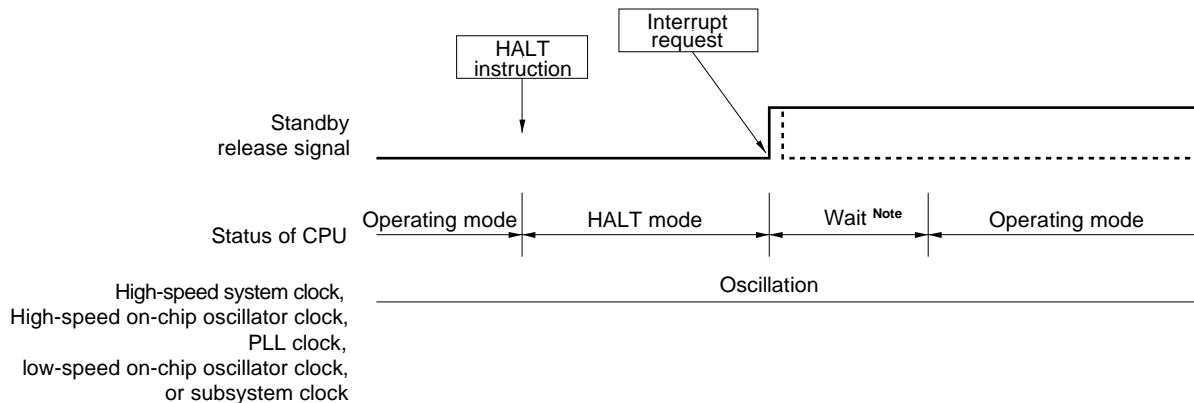 Interrupt
request
HALT
instruction
Standby
release signal
Operating mode
HALT mode
Wait Note
Operating mode
Status of CPU
Oscillation
High-speed system clock,
High-speed on-chip oscillator clock,
PLL clock,
low-speed on-chip oscillator clock,
or subsystem clock